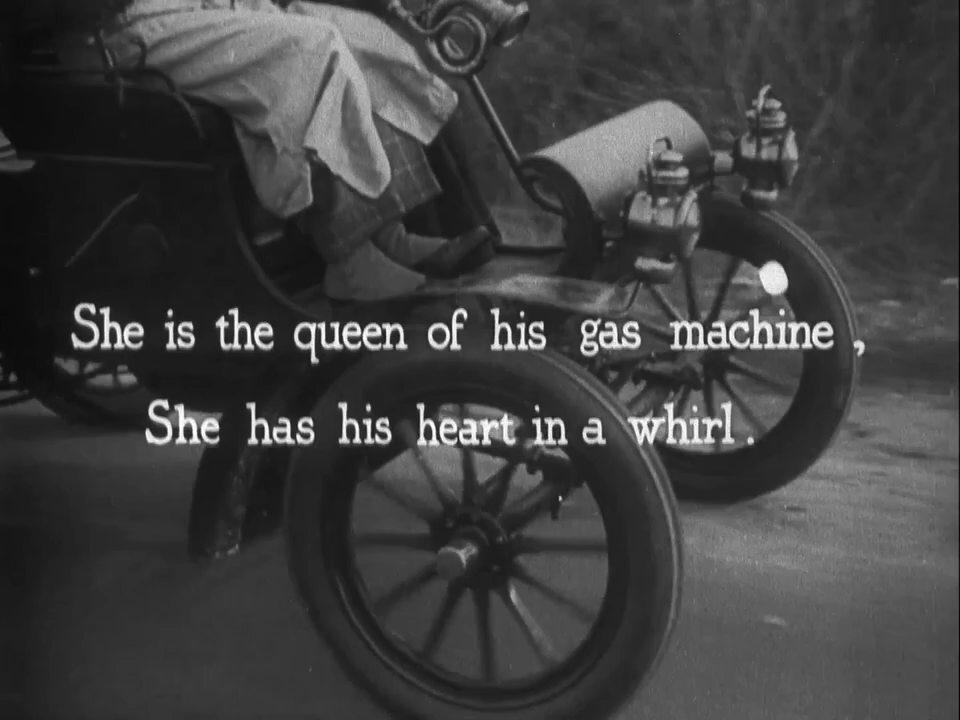 She is the queen of his gas machine,
She has his heart in a whirl.